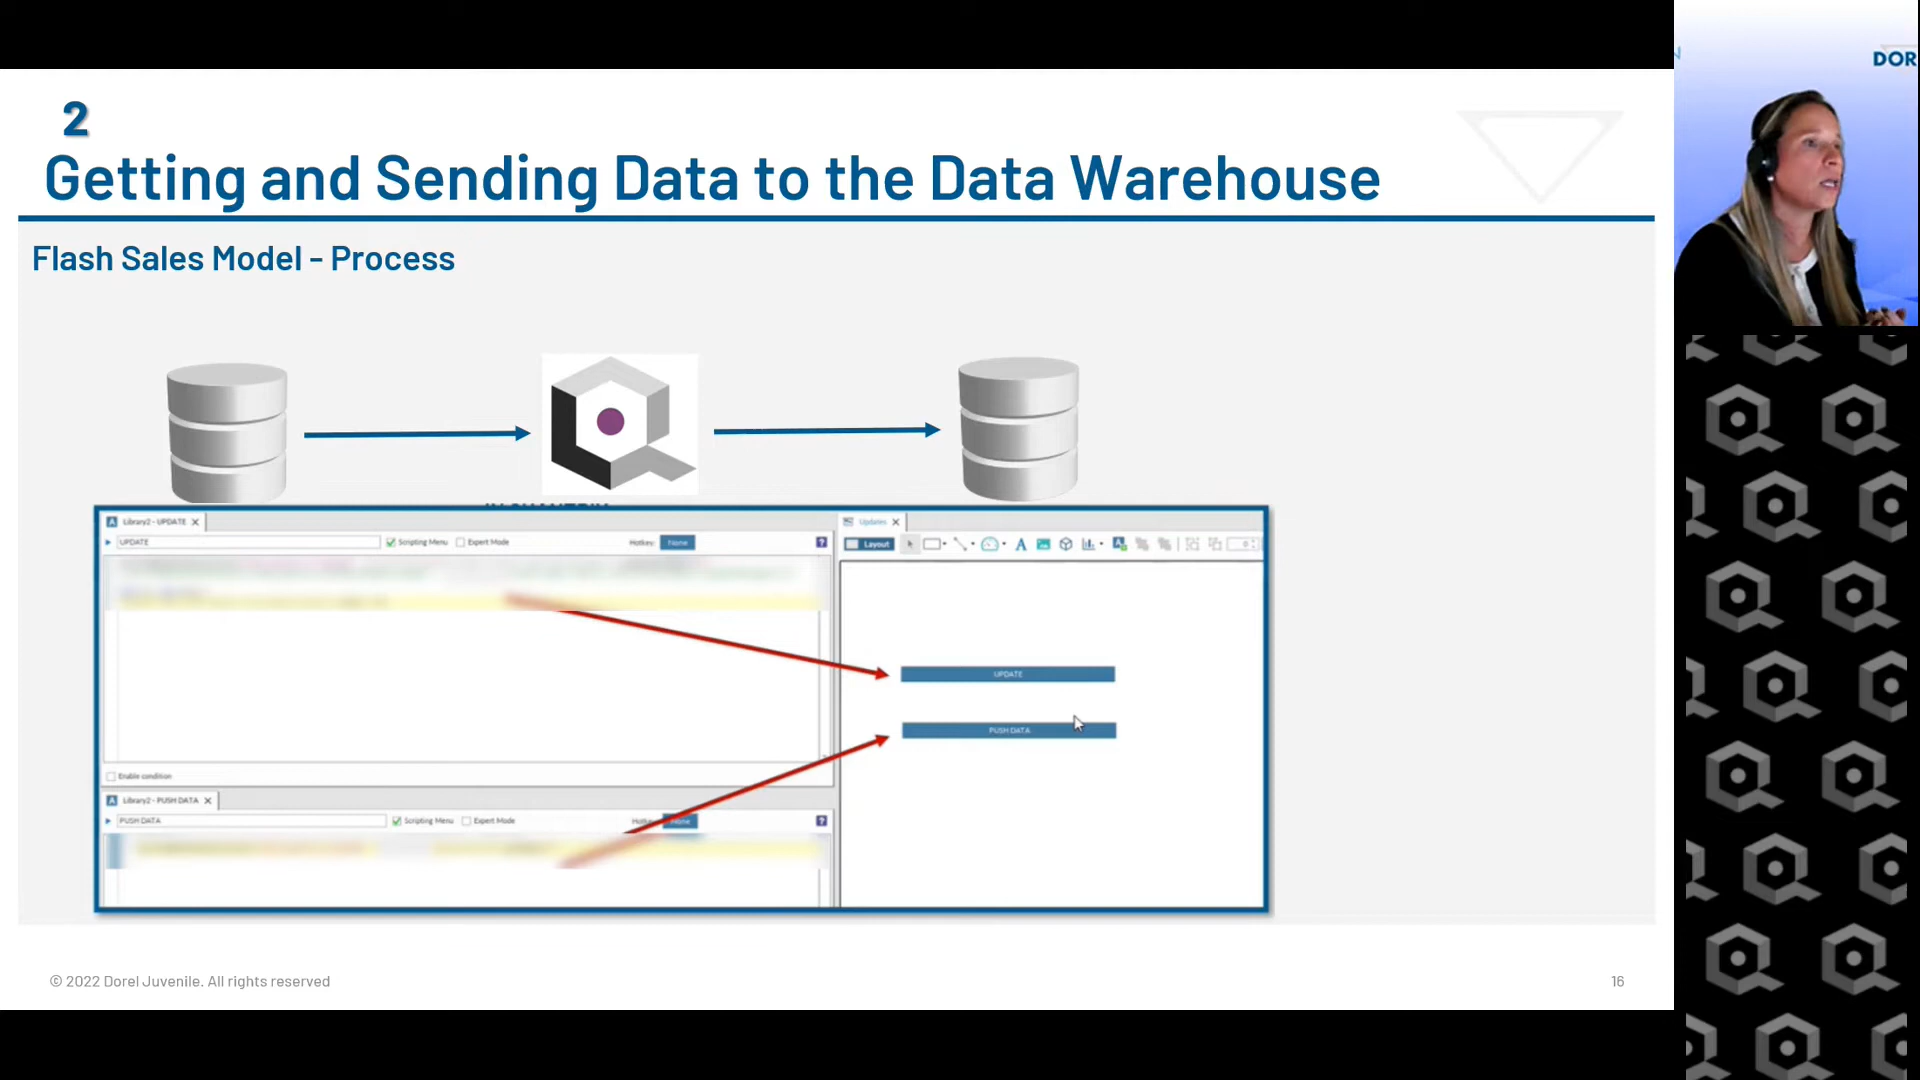 2
Getting and Sending Data to the Data Warehouse
Flash Sales Model - Process
Library2 - UPDATE
UPDATE
Scripting Menu
Expert Mode
Hotkey:
None
?
Enable condition
Library2 - PUSH DATA
PUSH DATA
Scripting Menu
Expert Mode
None
?
Updates
Layout
A
UPDATE
PUSH DATA
© 2022 Dorel Juvenile. All rights reserved
16
DOR